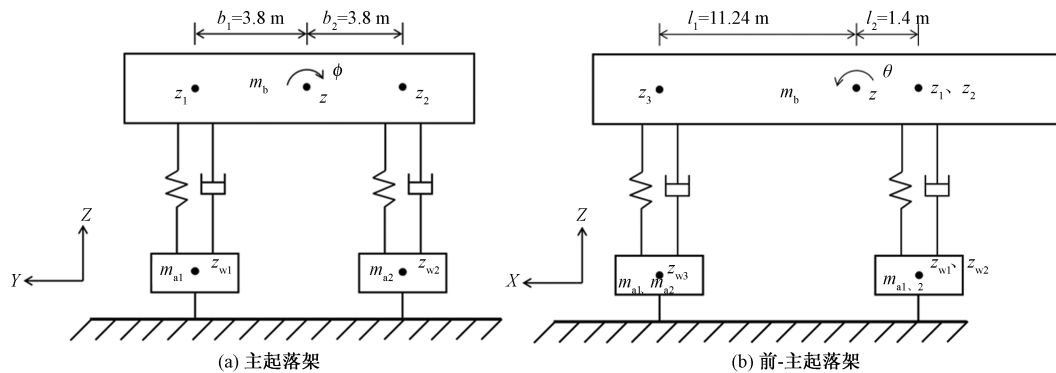 b1=3.8 m
b2=3.8 m
mb
ϕ
z1
z
z2
ma1
zw1
ma2
zw2
Z
Y
(a) 主起落架
l1=11.24 m
l2=1.4 m
θ
z3
mb
z
z1、z2
zw3
ma1、ma2
zw1、zw2
ma1、2
Z
X
(b) 前-主起落架